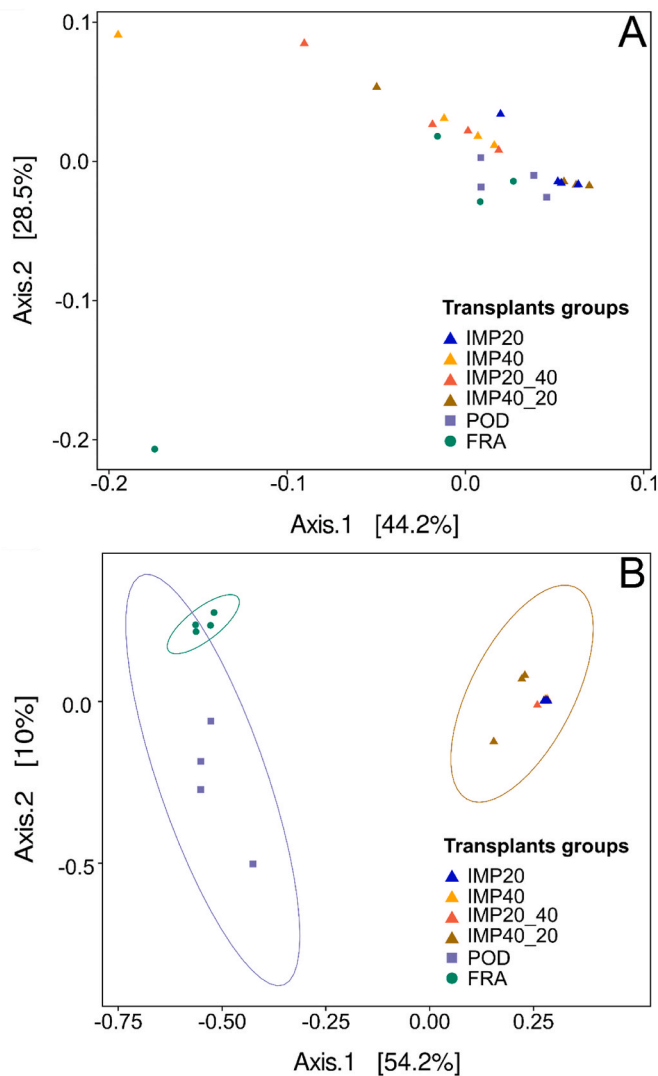 A
0.1
0.0
-0.1
-0.2
Axis.2 [28.5%]
Transplants groups
IMP20
IMP40
IMP20_40
IMP40_20
POD
FRA
-0.2 -0.1 0.0 0.1
Axis.1 [44.2%]
B
0.0
-0.5
Axis.2 [10%]
Transplants groups
IMP20
IMP40
IMP20_40
IMP40_20
POD
FRA
-0.75 -0.50 -0.25 0.00 0.25
Axis.1 [54.2%]